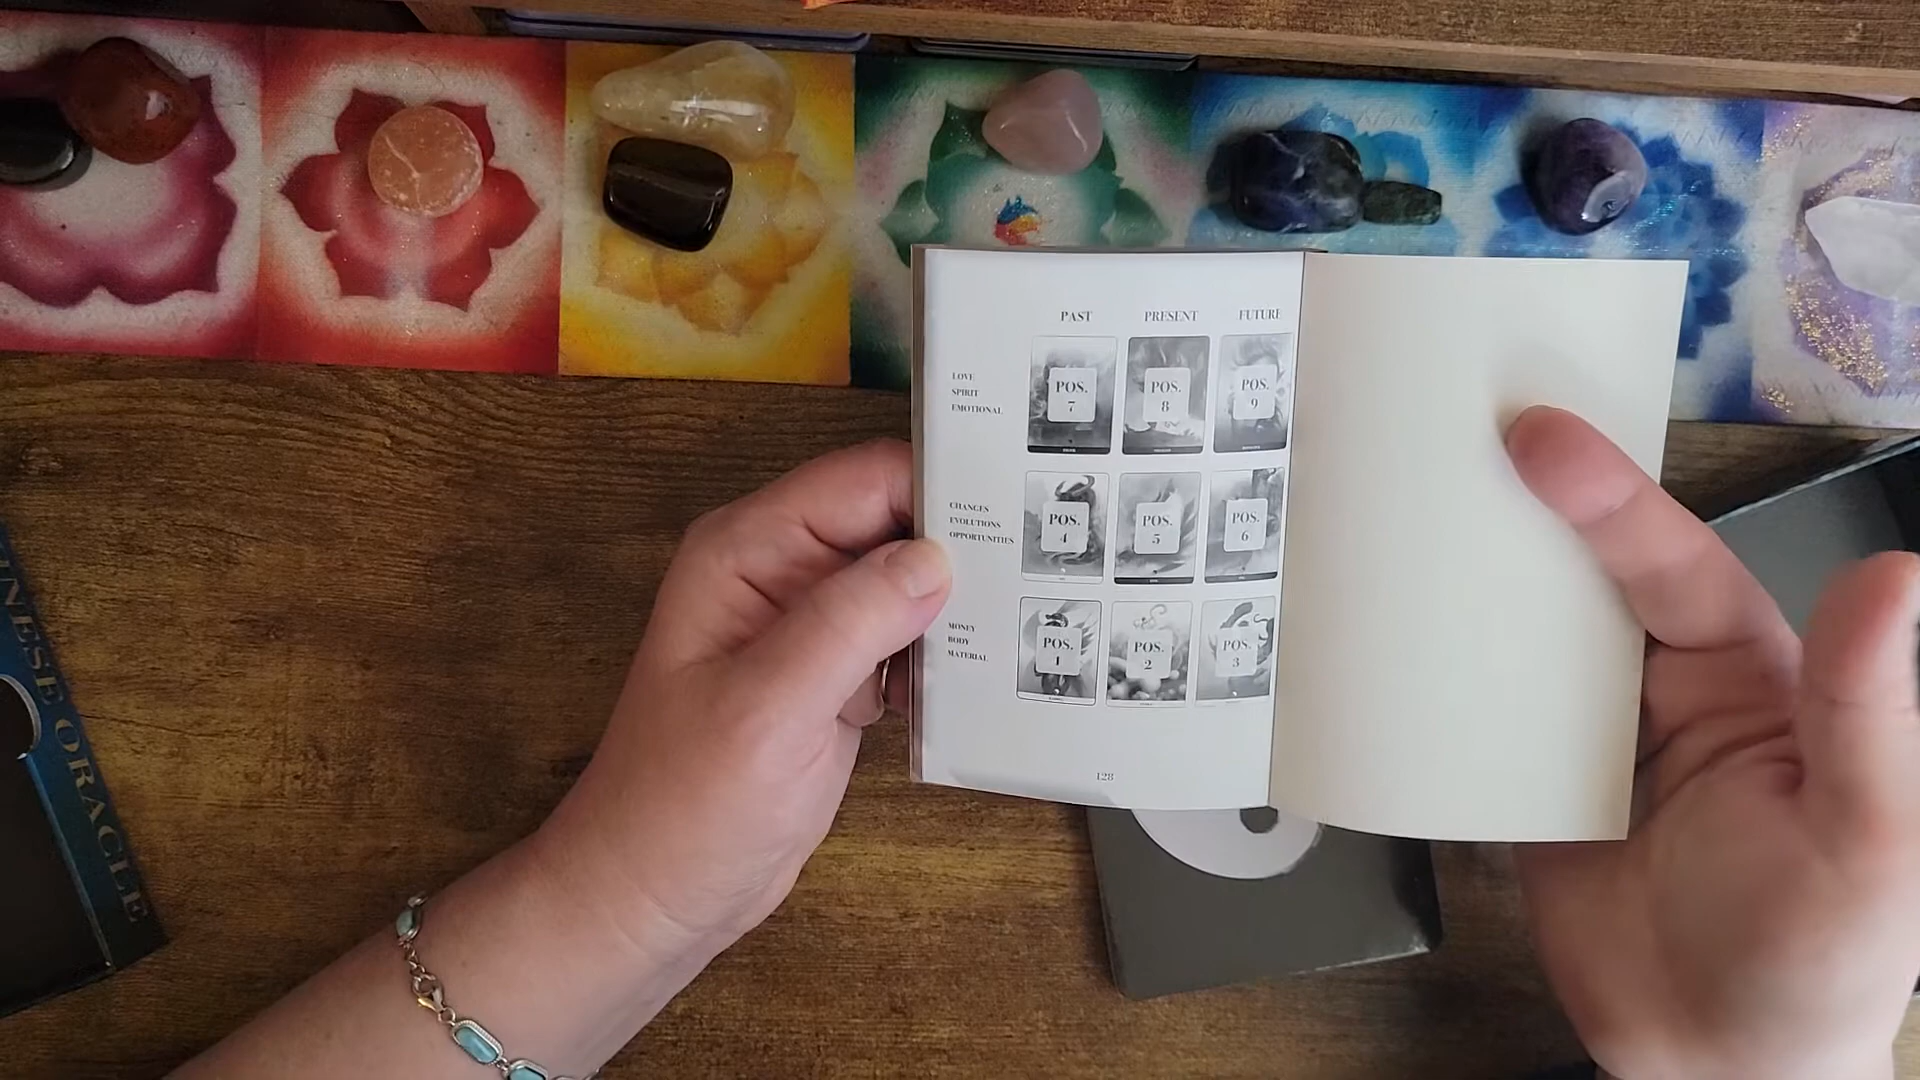 PAST PRESENT FUTURE
LOVE
SPIRIT
EMOTIONAL
POS. 7
POS. 8
POS. 9
CHANGES
EVOLUTIONS
OPPORTUNITIES
POS. 4
POS. 5
POS. 6
MONEY
BODY
MATERIAL
POS. 1
POS. 2
POS. 3
128
ORACLE